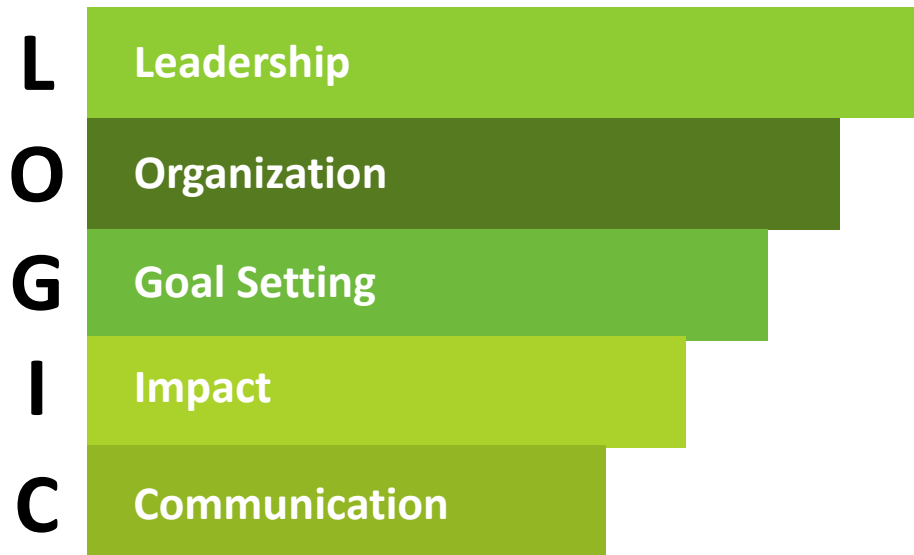 L Leadership
O Organization
G Goal Setting
I Impact
C Communication